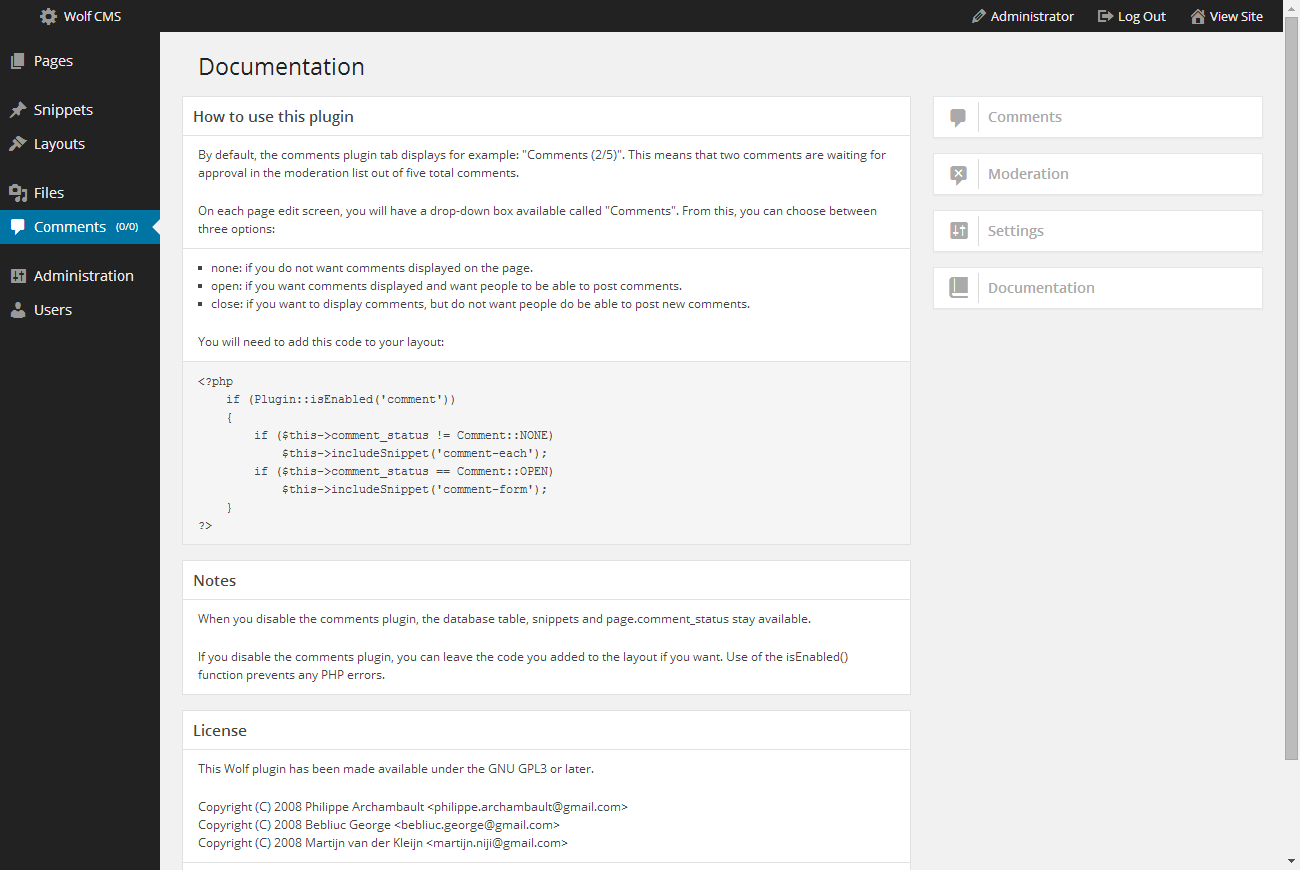 Wolf CMS
Administrator
Log Out
View Site
Pages
Snippets
Layouts
Files
Comments (0/0)
Administration
Users
Documentation
How to use this plugin
By default, the comments plugin tab displays for example: "Comments (2/5)". This means that two comments are waiting for
approval in the moderation list out of five total comments.
On each page edit screen, you will have a drop-down box available called "Comments". From this, you can choose between
three options:
none: if you do not want comments displayed on the page.
open: if you want comments displayed and want people to be able to post comments.
close: if you want to display comments, but do not want people do be able to post new comments.
You will need to add this code to your layout:
<?php
    if (Plugin::isEnabled('comment'))
    {
        if ($this->comment_status != Comment::NONE)
            $this->includeSnippet('comment-each');
        if ($this->comment_status == Comment::OPEN)
            $this->includeSnippet('comment-form');
    }
?>
Notes
When you disable the comments plugin, the database table, snippets and page.comment_status stay available.
If you disable the comments plugin, you can leave the code you added to the layout if you want. Use of the isEnabled()
function prevents any PHP errors.
License
This Wolf plugin has been made available under the GNU GPL3 or later.
Copyright (C) 2008 Philippe Archambault <philippe.archambault@gmail.com>
Copyright (C) 2008 Bebliuc George <bebliuc.george@gmail.com>
Copyright (C) 2008 Martijn van der Kleijn <martijn.niji@gmail.com>
Comments
Moderation
Settings
Documentation